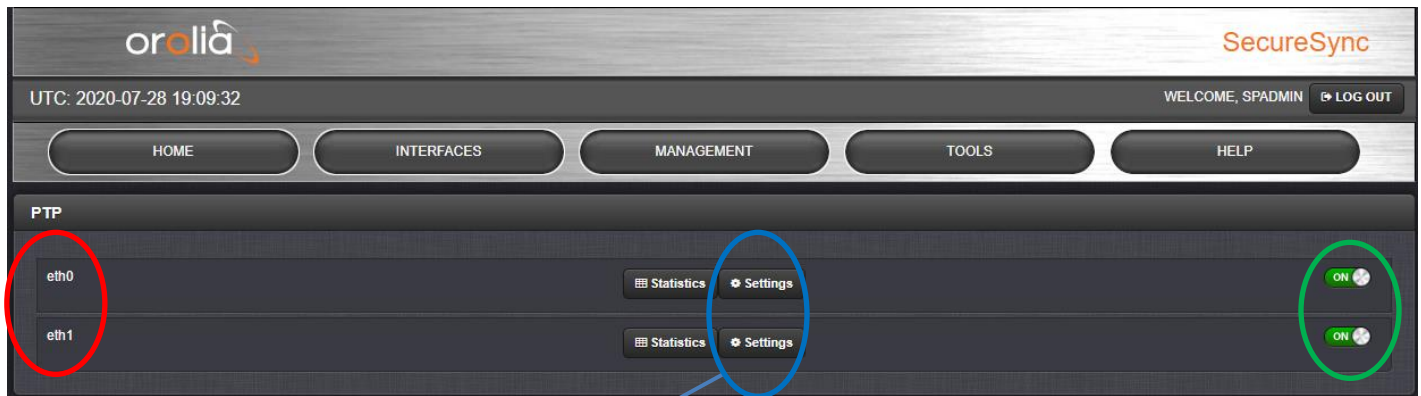 orolia
SecureSync
UTC: 2020-07-28 19:09:32
WELCOME, SPADMIN LOG OUT
HOME INTERFACES MANAGEMENT TOOLS HELP
PTP
eth0 Statistics Settings ON
eth1 Statistics Settings ON